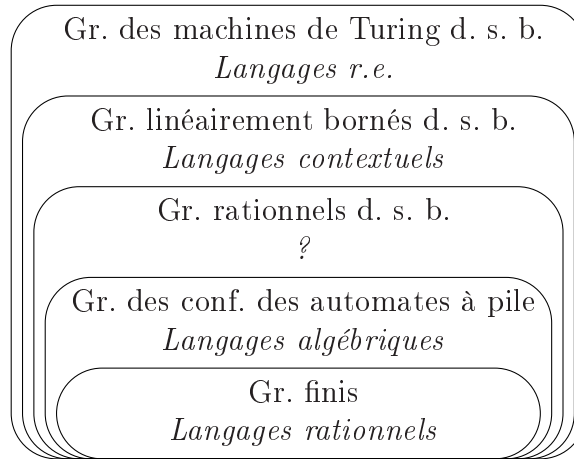 Gr. des machines de Turing d. s. b.
Langages r.e.
Gr. linéairement bornés d. s. b.
Langages contextuels
Gr. rationnels d. s. b.
?
Gr. des conf. des automates à pile
Langages algébriques
Gr. finis
Langages rationnels